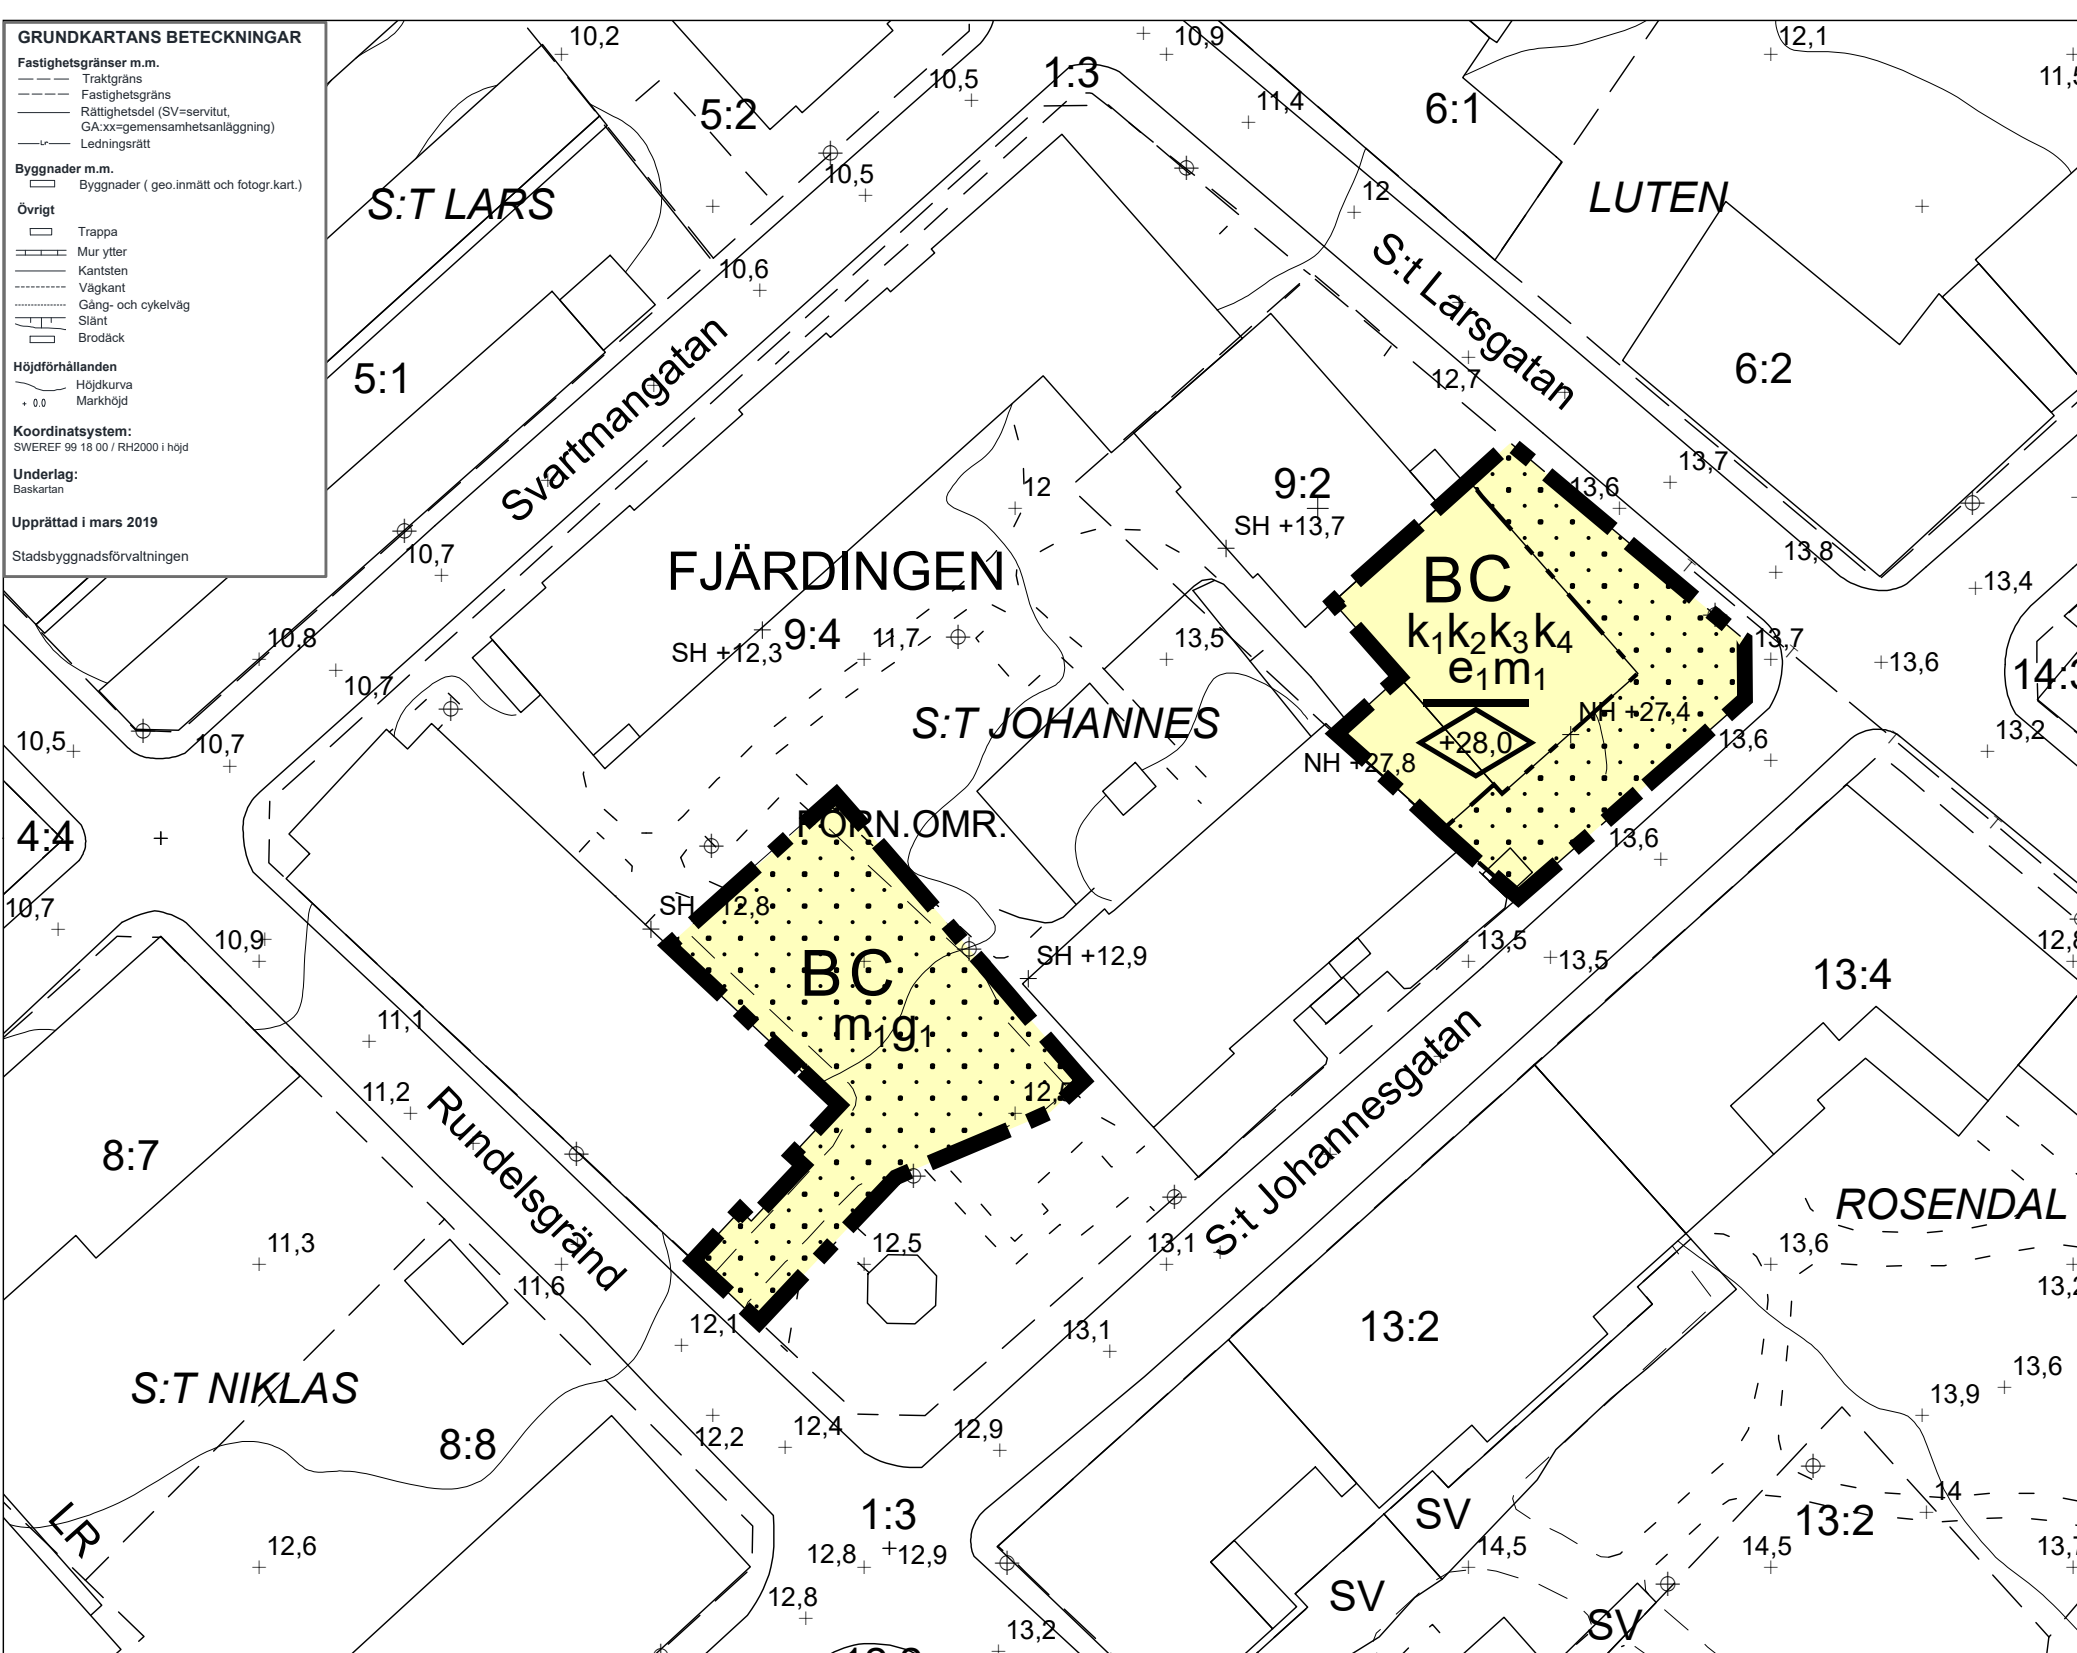 GRUNDKARTANS BETECKNINGAR
Fastighetsgränser m.m.
Traktgräns
Fastighetsgräns
Rättighetsdel (SV=servitut,
GA:xx=gemensamhetsanläggning)
Lr Ledningsrätt
Byggnader m.m.
Byggnader ( geo.inmätt och fotogr.kart.)
Övrigt
Trappa
Mur ytter
Kantsten
Vägkant
Gång- och cykelväg
Slänt
Brodäck
Höjdförhållanden
Höjdkurva
+ 0.0 Markhöjd
Koordinatsystem:
SWEREF 99 18 00 / RH2000 i höjd
Underlag:
Baskartan
Upprättad i mars 2019
Stadsbyggnadsförvaltningen
10,2
10,9
12,1
10,5
1:3
11,4
6:1
5:2
10,5
S:T LARS
12
LUTEN
10,6
S:t Larsgatan
5:1
Svartmangatan
12,7
6:2
13,7
9:2
12
13,6
SH +13,7
10,7
FJÄRDINGEN
13,8
BC
13,4
10,8
SH +12,3
9:4
11,7
13,5
k1k2k3k4
13,7
13,6
e1m1
10,7
S:T JOHANNES
NH +27,4
10,5
10,7
+28,0
13,6
13,2
NH +27,8
4:4
FORN.OMR.
13,6
10,7
SH +12,8
10,9
13,5
SH +12,9
13,5
BC
13:4
11,1
m1g1
11,2
S:t Johannesgatan
8:7
Rundelsgränd
ROSENDAL
11,3
12,5
13,1
13,6
11,6
12,1
13,1
13:2
S:T NIKLAS
13,6
13,9
12,2
12,4
12,9
8:8
LR
1:3
SV
14
13:2
12,6
12,8
12,9
14,5
14,5
12,8
SV
13,2
SV